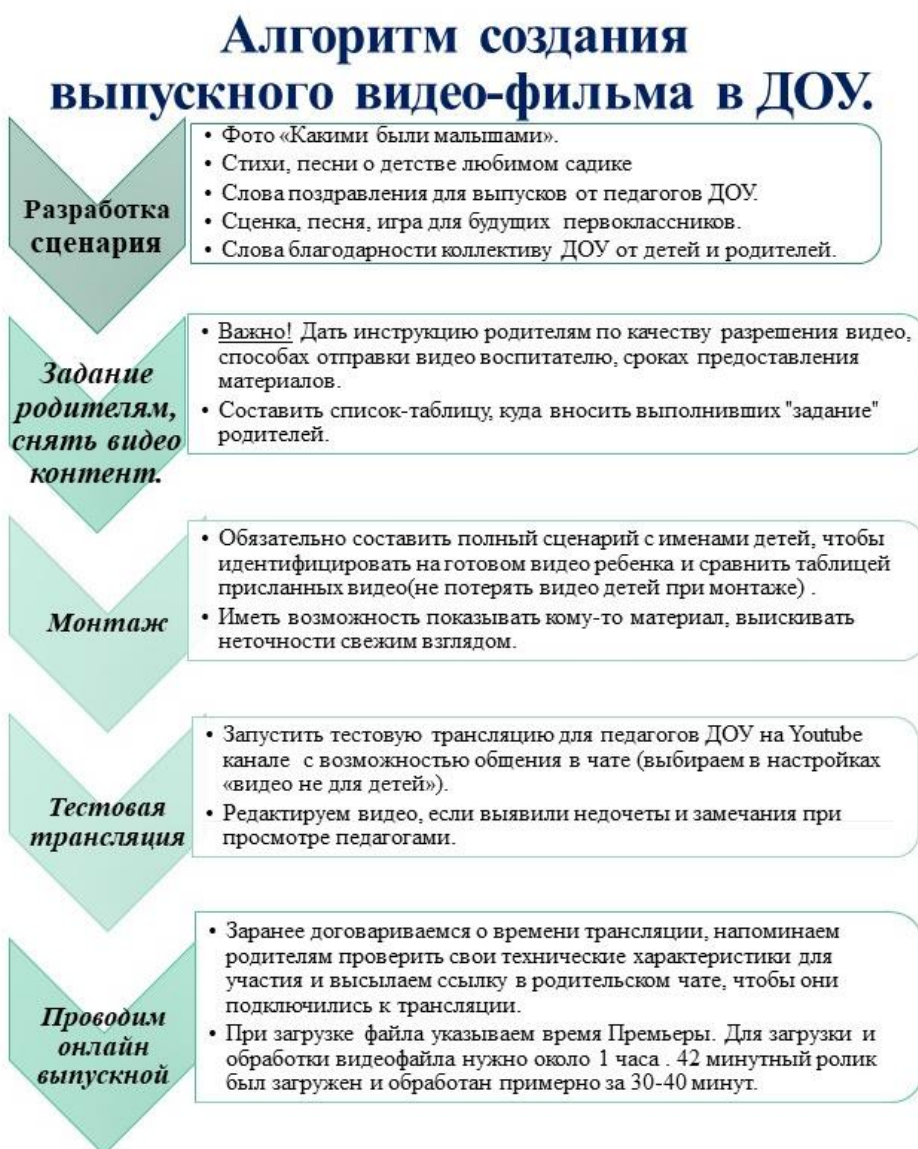 Алгоритм создания
выпускного видео-фильма в ДОУ.
Разработка
сценария
• Фото «Какими были малышами».
• Стихи, песни о детстве любимом садике
• Слова поздравления для выпусков от педагогов ДОУ.
• Сценка, песня, игра для будущих первоклассников.
• Слова благодарности коллективу ДОУ от детей и родителей.
Задание
родителям,
снять видео
контент.
• Важно! Дать инструкцию родителям по качеству разрешения видео,
способах отправки видео воспитателю, сроках предоставления
материалов.
• Составить список-таблицу, куда вносить выполнивших "задание"
родителей.
Монтаж
• Обязательно составить полный сценарий с именами детей, чтобы
идентифицировать на готовом видео ребенка и сравнить таблицей
присланных видео(не потерять видео детей при монтаже) .
• Иметь возможность показывать кому-то материал, выискивать
неточности свежим взглядом.
Тестовая
трансляция
• Запустить тестовую трансляцию для педагогов ДОУ на Youtube
канале с возможностью общения в чате (выбираем в настройках
«видео не для детей»).
• Редактируем видео, если выявили недочеты и замечания при
просмотре педагогами.
Проводим
онлайн
выпускной
• Заранее договариваемся о времени трансляции, напоминаем
родителям проверить свои технические характеристики для
участия и высылаем ссылку в родительском чате, чтобы они
подключились к трансляции.
• При загрузке файла указываем время Премьеры. Для загрузки и
обработки видеофайла нужно около 1 часа . 42 минутный ролик
был загружен и обработан примерно за 30-40 минут.